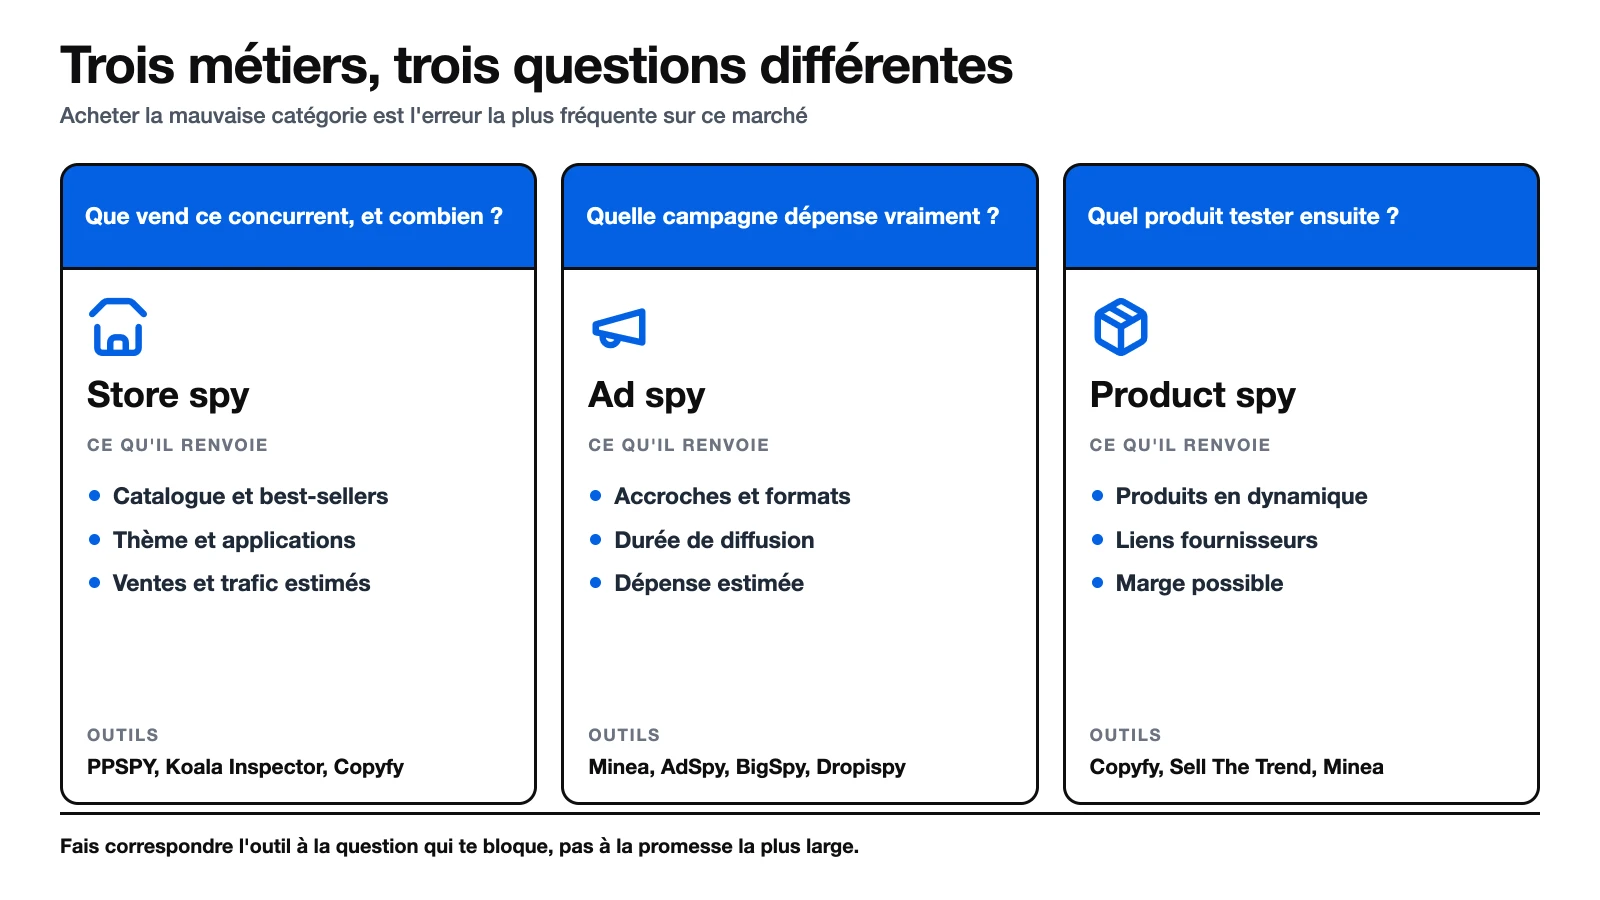 Trois métiers, trois questions différentes
Acheter la mauvaise catégorie est l'erreur la plus fréquente sur ce marché
Que vend ce concurrent, et combien ?
Store spy
CE QU'IL RENVOIE
Catalogue et best-sellers
Thème et applications
Ventes et trafic estimés
OUTILS
PPSPY, Koala Inspector, Copyfy
Quelle campagne dépense vraiment ?
Ad spy
CE QU'IL RENVOIE
Accroches et formats
Durée de diffusion
Dépense estimée
OUTILS
Minea, AdSpy, BigSpy, Dropispy
Quel produit tester ensuite ?
Product spy
CE QU'IL RENVOIE
Produits en dynamique
Liens fournisseurs
Marge possible
OUTILS
Copyfy, Sell The Trend, Minea
Fais correspondre l'outil à la question qui te bloque, pas à la promesse la plus large.